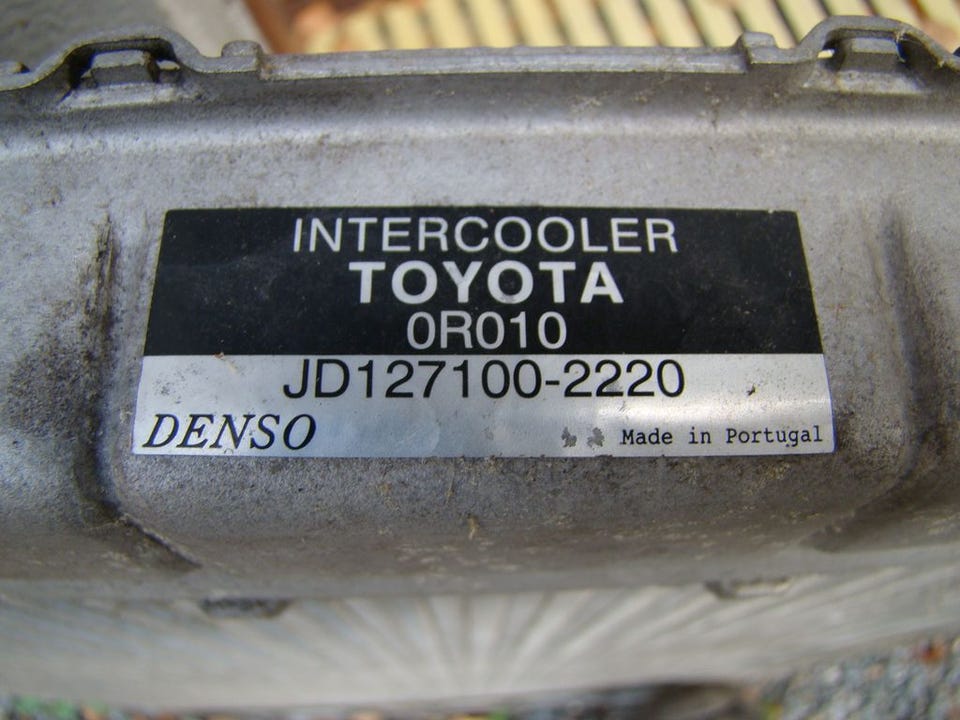 INTERCOOLER
TOYOTA
0R010
JD127100-2220
DENSO
Made in Portugal